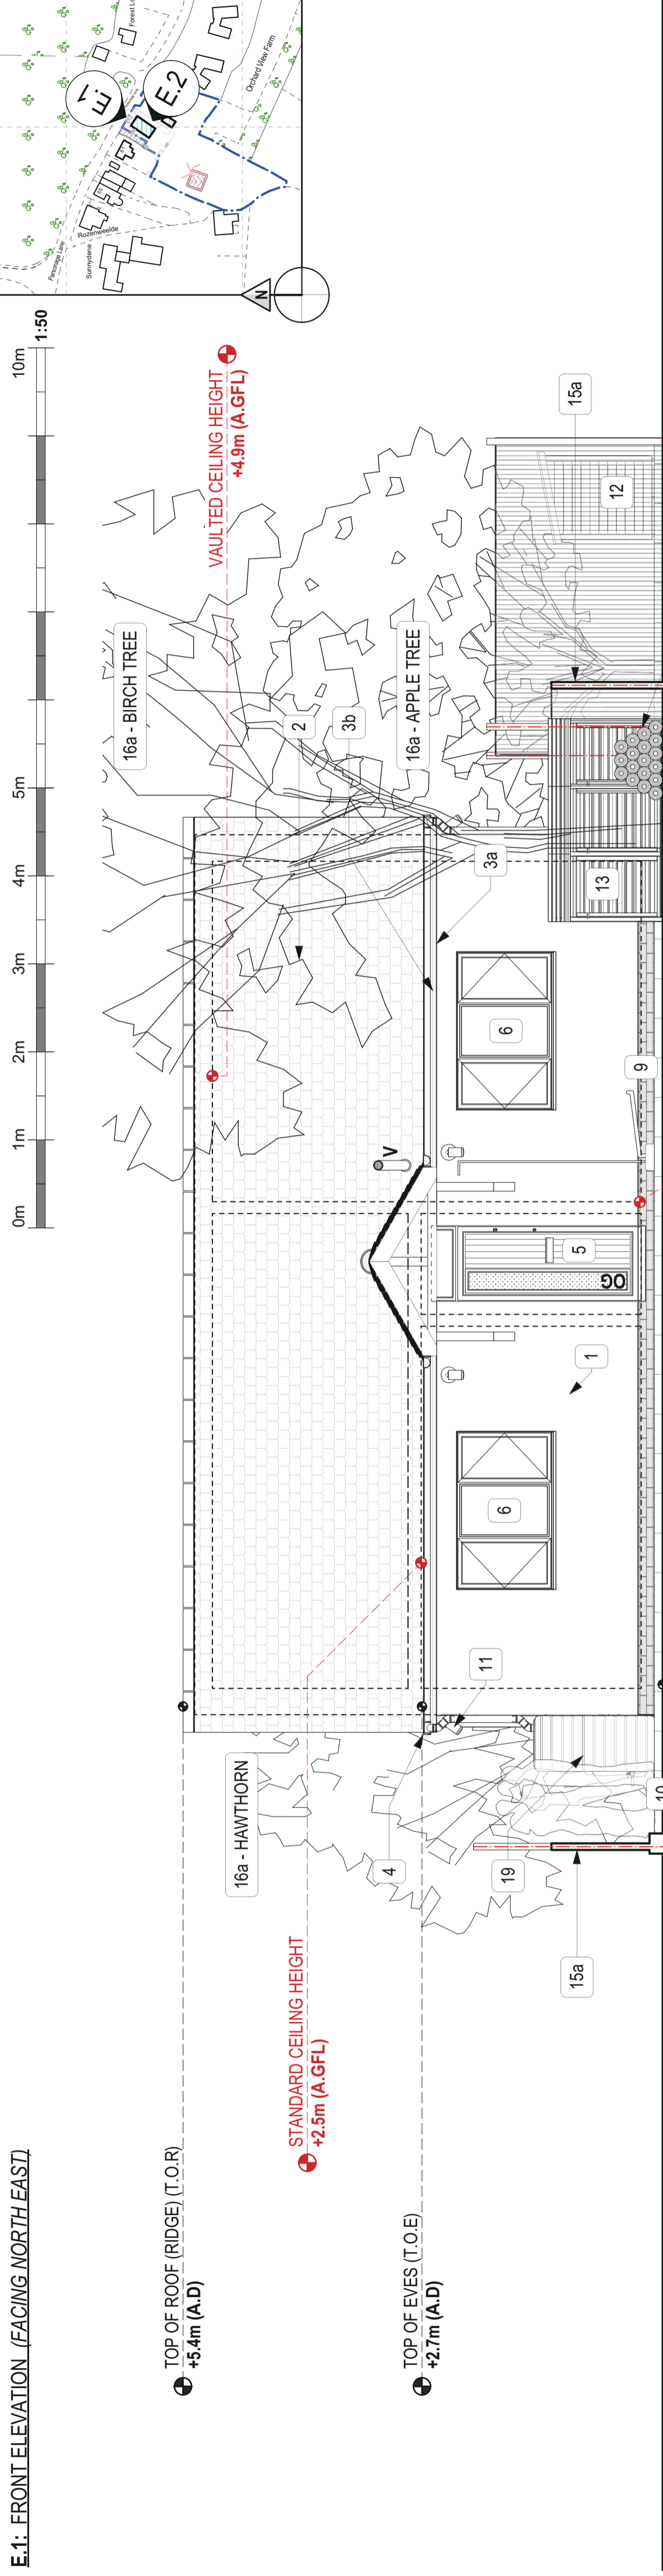 E.1: FRONT ELEVATION (FACING NORTH EAST)
0m
1m
2m
3m
4m
5m
10m
1:50
Parsonage Lane
Sunnydene
Rozenweelde
Orchard View Farm
E.1
E.2
N
TOP OF ROOF (RIDGE) (T.O.R)
+5.4m (A.D)
STANDARD CEILING HEIGHT
+2.5m (A.GFL)
TOP OF EVES (T.O.E)
+2.7m (A.D)
VAULTED CEILING HEIGHT
+4.9m (A.GFL)
16a - HAWTHORN
16a - BIRCH TREE
16a - APPLE TREE
2
3b
3a
4
11
19
15a
6
V
OG
5
1
6
9
13
12
15a